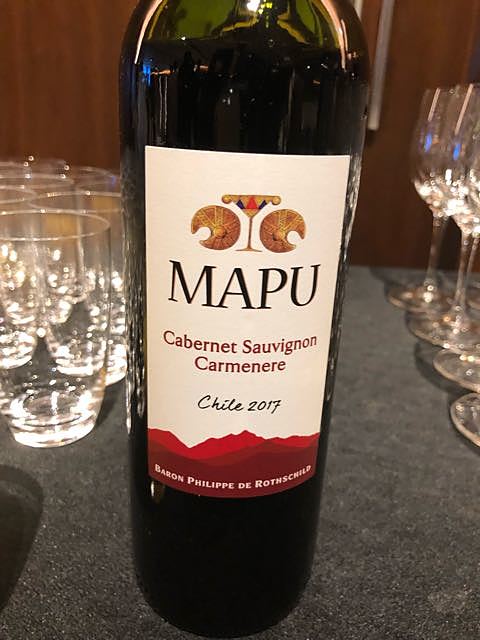 MAPU
Cabernet Sauvignon
Carmenere
Chile 2017
BARON PHILIPPE DE ROTHSCHILD